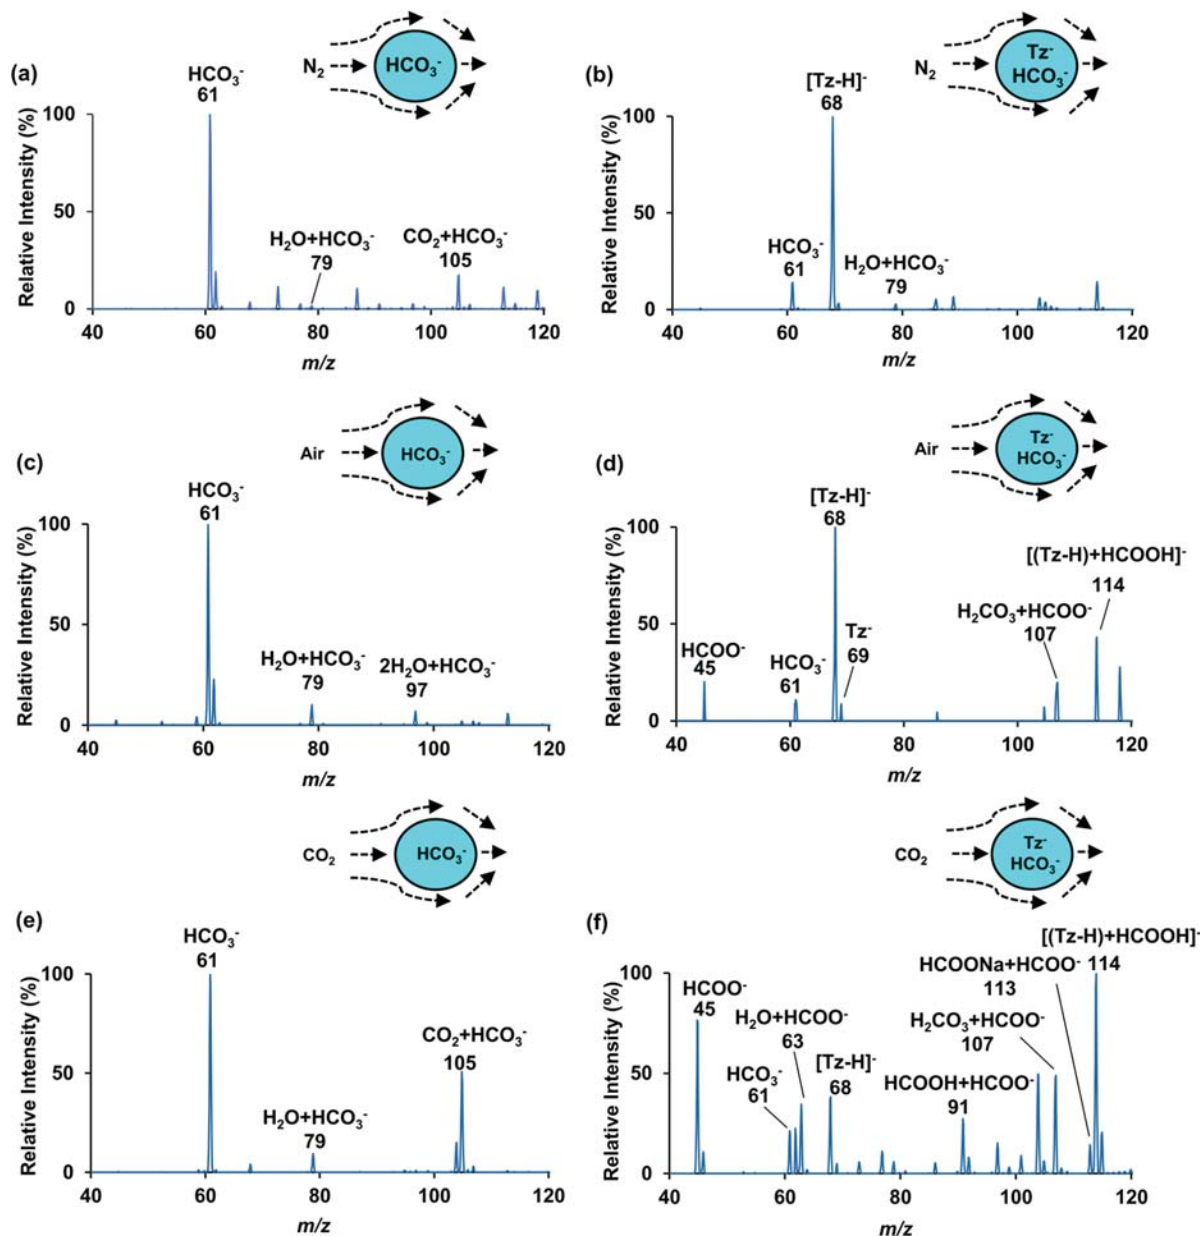 (a)
N₂
HCO₃⁻
HCO₃⁻
61
H₂O+HCO₃⁻
79
CO₂+HCO₃⁻
105
Relative Intensity (%)
100
50
0
40 60 80 100 120
m/z
(b)
N₂
Tz⁻
HCO₃⁻
[Tz-H]⁻
68
HCO₃⁻
61
H₂O+HCO₃⁻
79
Relative Intensity (%)
100
50
0
40 60 80 100 120
m/z
(c)
Air
HCO₃⁻
HCO₃⁻
61
H₂O+HCO₃⁻
79
2H₂O+HCO₃⁻
97
Relative Intensity (%)
100
50
0
40 60 80 100 120
m/z
(d)
Air
Tz⁻
HCO₃⁻
[Tz-H]⁻
68
[(Tz-H)+HCOOH]⁻
114
H₂CO₃+HCOO⁻
107
HCOO⁻
45
HCO₃⁻
61
Tz⁻
69
Relative Intensity (%)
100
50
0
40 60 80 100 120
m/z
(e)
CO₂
HCO₃⁻
HCO₃⁻
61
H₂O+HCO₃⁻
79
CO₂+HCO₃⁻
105
Relative Intensity (%)
100
50
0
40 60 80 100 120
m/z
(f)
CO₂
Tz⁻
HCO₃⁻
[(Tz-H)+HCOOH]⁻
114
HCOONa+HCOO⁻
113
HCOO⁻
45
H₂O+HCOO⁻
63
H₂CO₃+HCOO⁻
107
HCO₃⁻
61
[Tz-H]⁻
68
HCOOH+HCOO⁻
91
Relative Intensity (%)
100
50
0
40 60 80 100 120
m/z